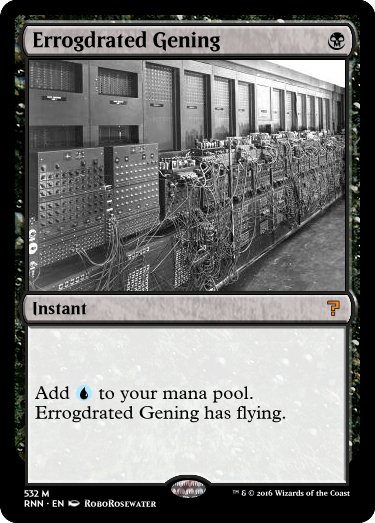 Errogdrated Gening
Instant
Add to your mana pool.
Errogdrated Gening has flying.
532 M
RNN - EN RoboRosewater
™ & © 2016 Wizards of the Coast